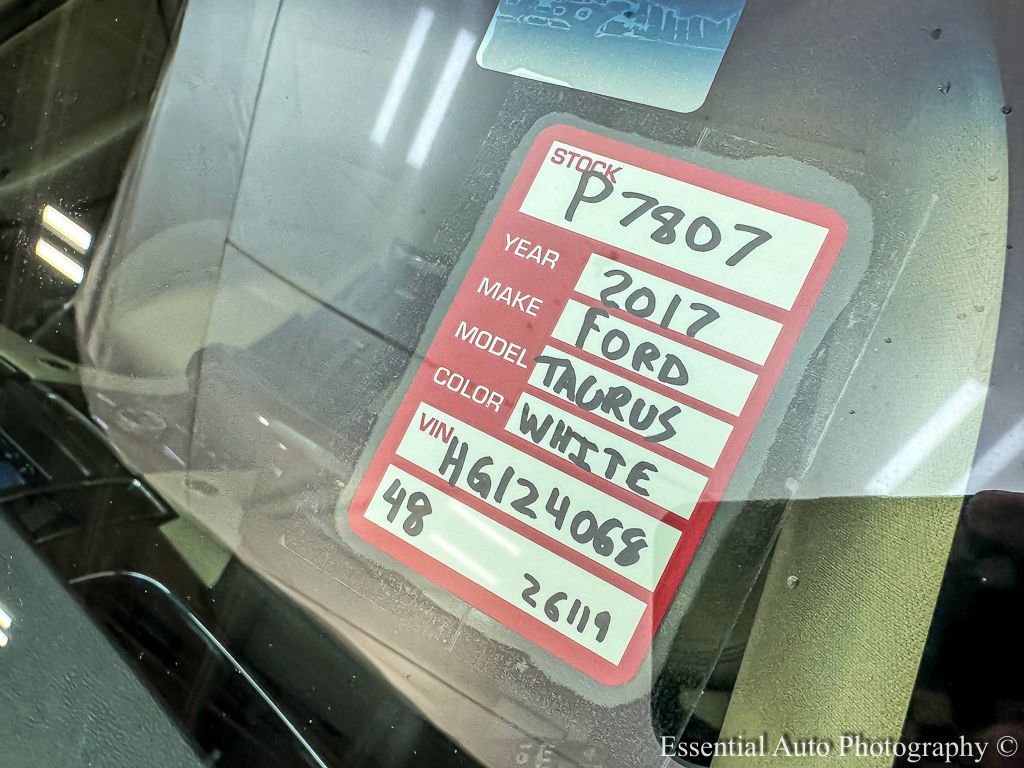 STOCK
P7807
YEAR 2017
MAKE FORD
MODEL TAURUS
COLOR WHITE
VIN HG124068
48
26119
Essential Auto Photography ©